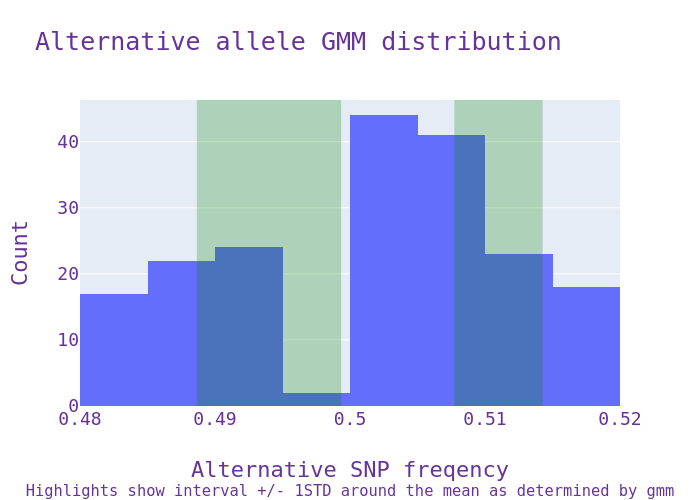 Alternative allele GMM distribution
Count
40
30
20
10
0
0.48
0.49
0.5
0.51
0.52
Alternative SNP freqency
Highlights show interval +/- 1STD around the mean as determined by gmm